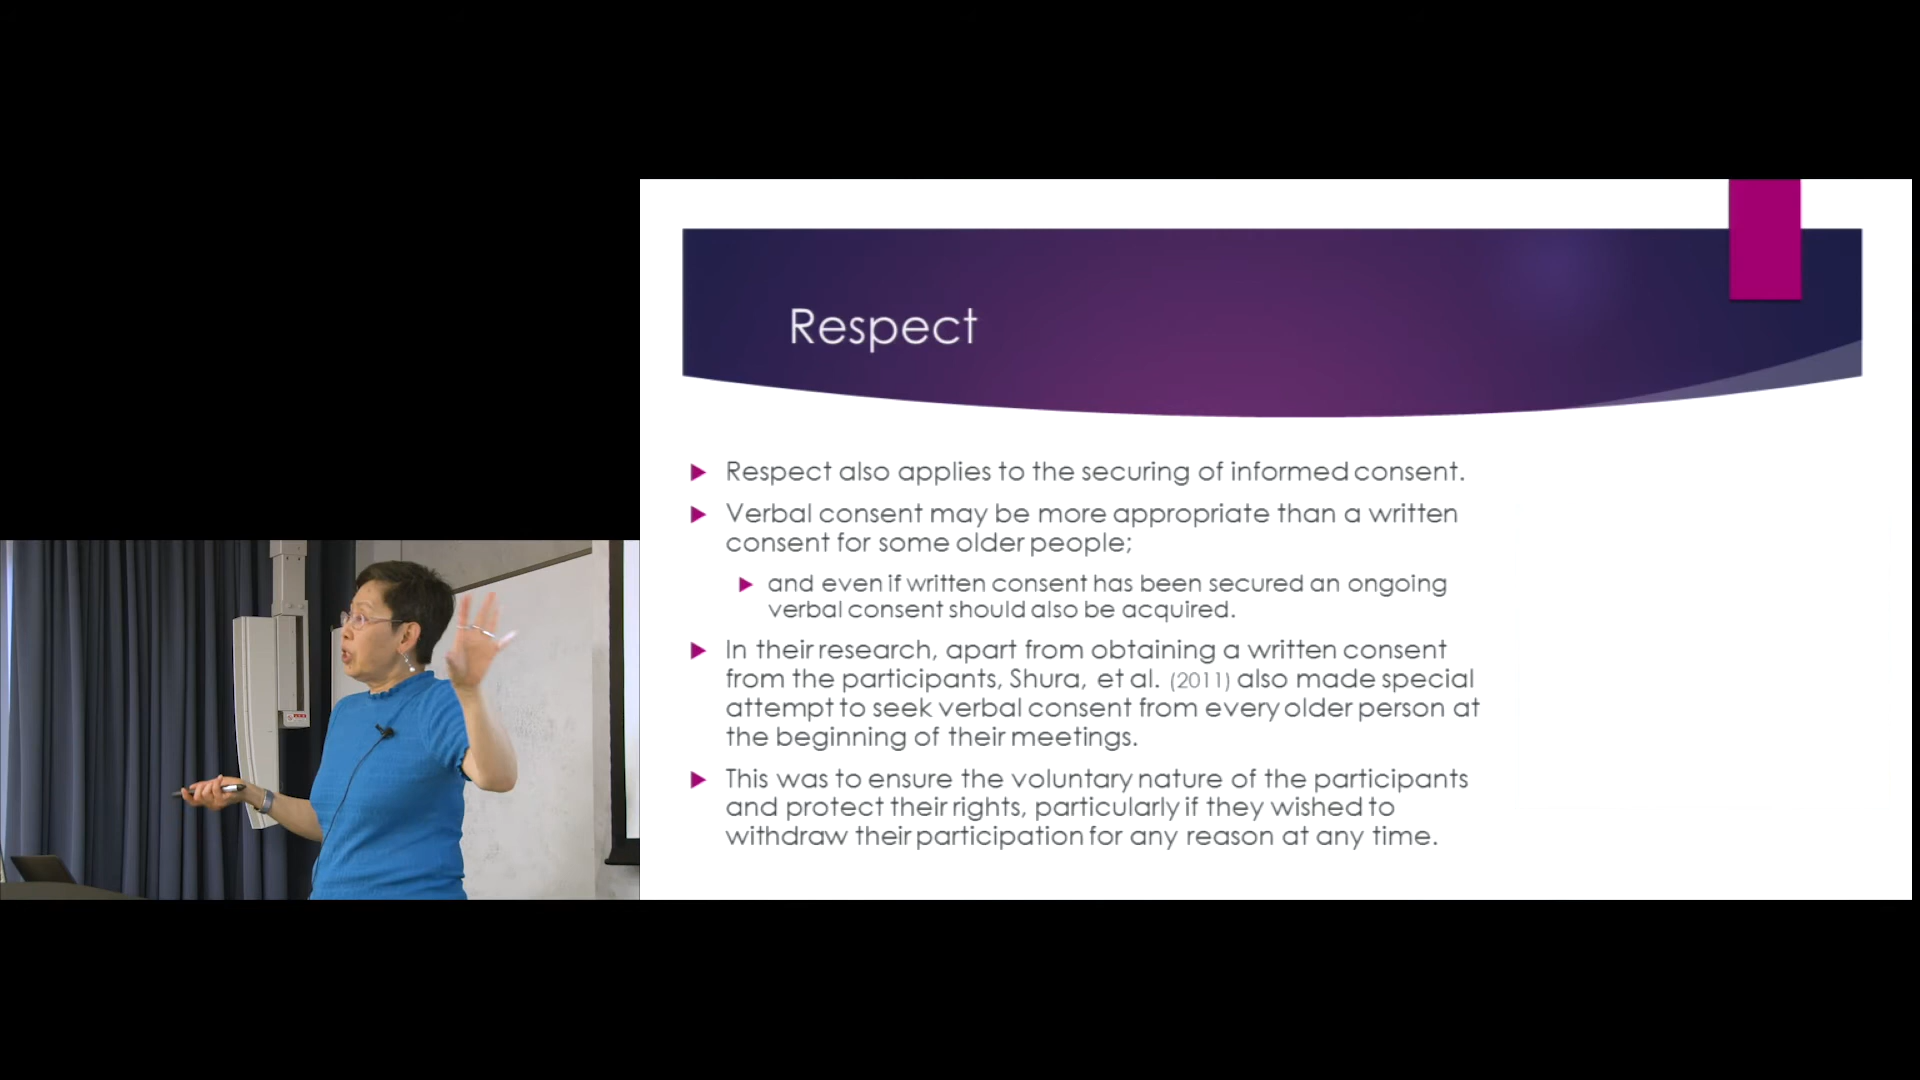 Respect
Respect also applies to the securing of informed consent.
Verbal consent may be more appropriate than a written
consent for some older people;
and even if written consent has been secured an ongoing
verbal consent should also be acquired.
In their research, apart from obtaining a written consent
from the participants, Shura, et al. (2011) also made special
attempt to seek verbal consent from every older person at
the beginning of their meetings.
This was to ensure the voluntary nature of the participants
and protect their rights, particularly if they wished to
withdraw their participation for any reason at any time.